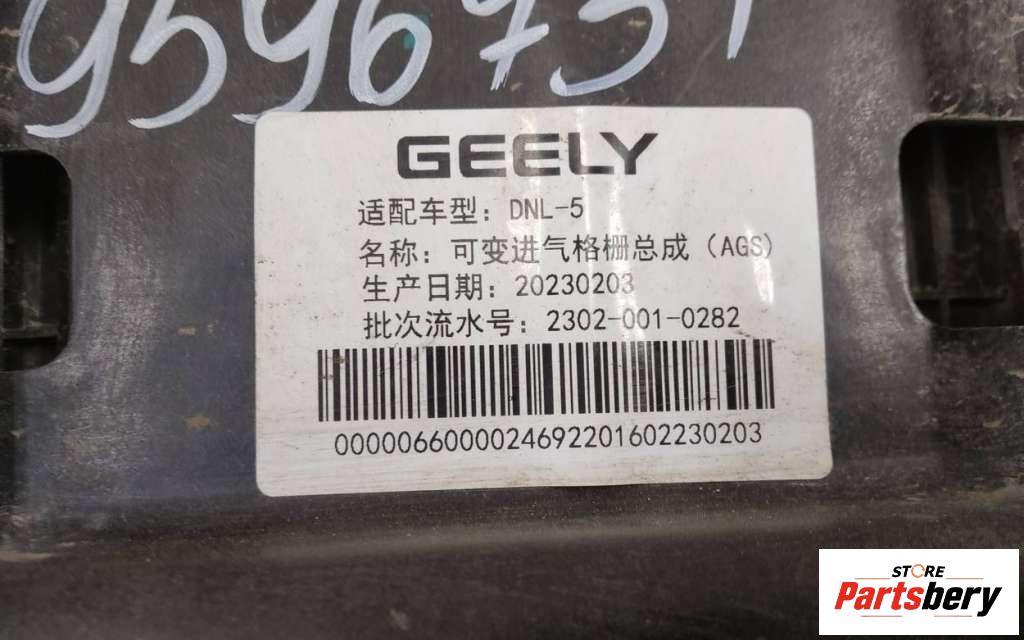 9596751
GEELY
适配车型：DNL-5
名称：可变进气格栅总成（AGS）
生产日期：20230203
批次流水号：2302-001-0282
0000066000024692201602230203
STORE
Partsbery